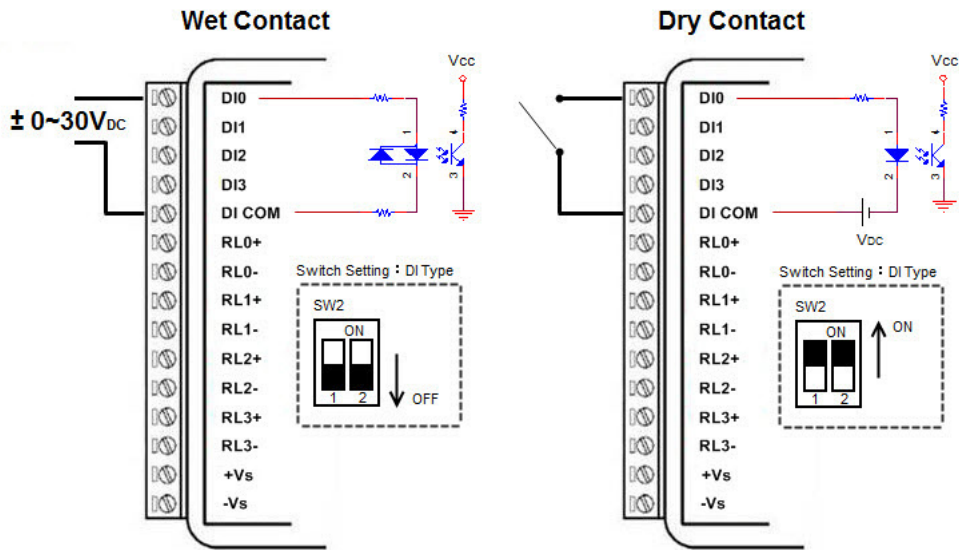 Wet Contact
± 0~30VDC
DI0
DI1
DI2
DI3
DI COM
RL0+
RL0-
RL1+
RL1-
RL2+
RL2-
RL3+
RL3-
+Vs
-Vs
Vcc
1
4
2
3
Switch Setting : DI Type
SW2
ON
1 2
OFF
Dry Contact
DI0
DI1
DI2
DI3
DI COM
RL0+
RL0-
RL1+
RL1-
RL2+
RL2-
RL3+
RL3-
+Vs
-Vs
Vcc
1
4
2
3
VDC
Switch Setting : DI Type
SW2
ON
1 2
ON